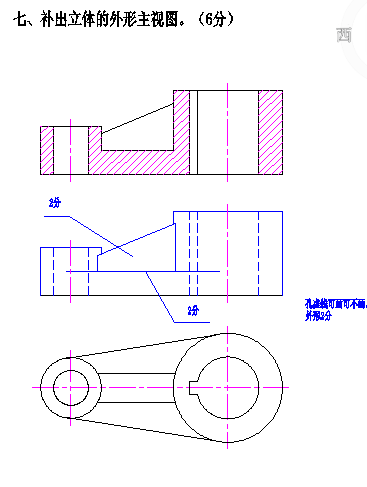 七、补出立体的外形主视图。（6分）
西
2分
2分
孔虚线可画可不画,
外形2分